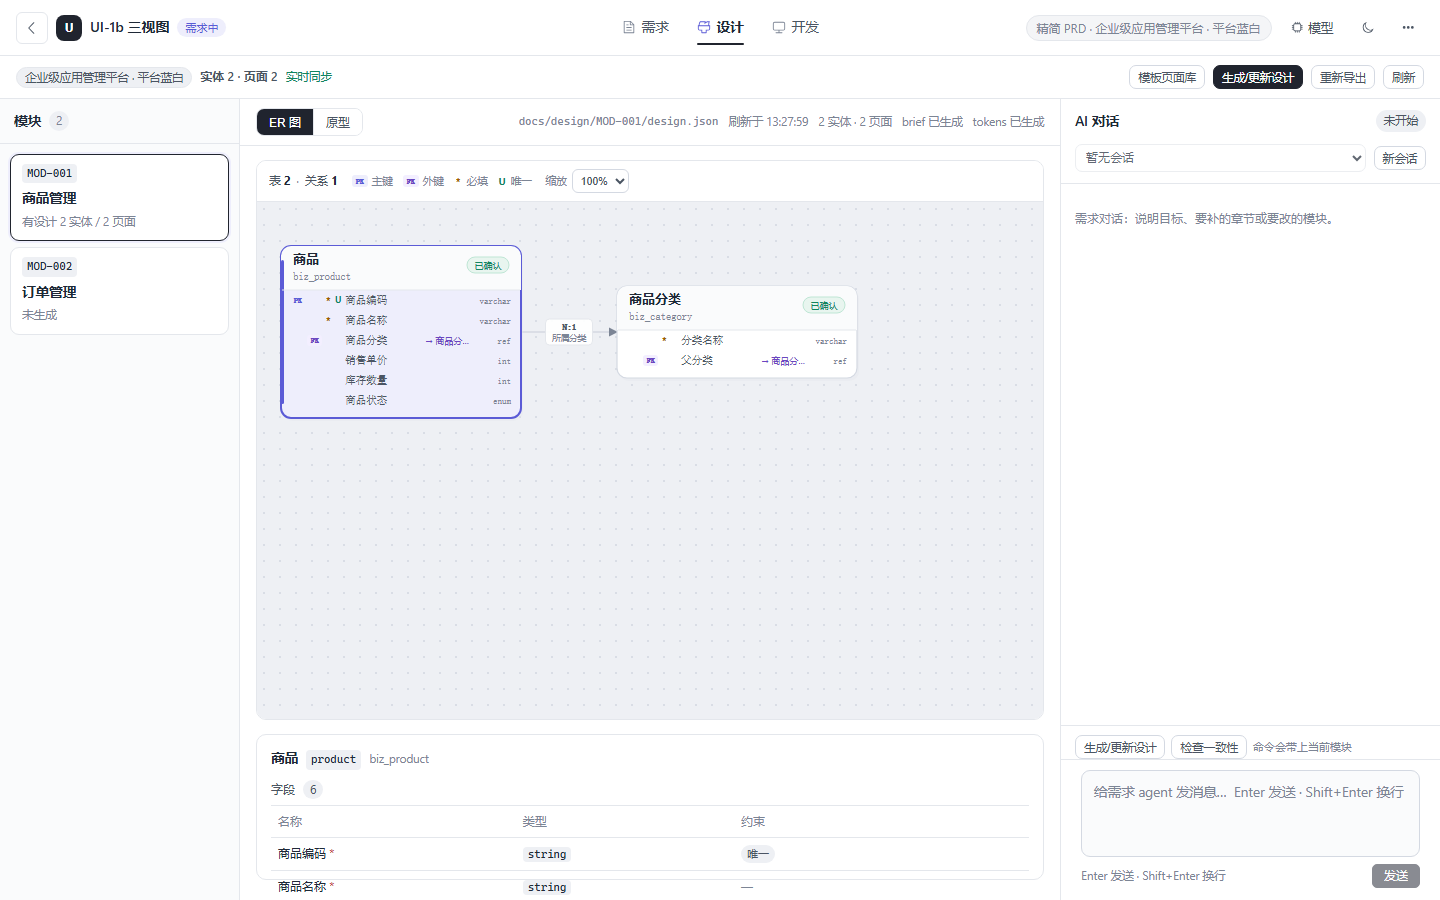 U UI-1b 三视图 需求中 需求 设计 开发 精简 PRD · 企业级应用管理平台 · 平台蓝白 模型
企业级应用管理平台 · 平台蓝白 实体 2 · 页面 2 实时同步 模板页面库 生成/更新设计 重新导出 刷新
模块 2
MOD-001
商品管理
有设计 2 实体 / 2 页面
MOD-002
订单管理
未生成
ER 图 原型 docs/design/MOD-001/design.json 刷新于 13:27:59 2 实体 · 2 页面 brief 已生成 tokens 已生成
表 2 · 关系 1 PK 主键 FK 外键 * 必填 U 唯一 缩放 100%
商品 已确认
biz_product
PK * U 商品编码 varchar
* 商品名称 varchar
FK 商品分类 → 商品分... ref
销售单价 int
库存数量 int
商品状态 enum
N:1
所属分类
商品分类 已确认
biz_category
* 分类名称 varchar
FK 父分类 → 商品分... ref
商品 product biz_product
字段 6
名称 类型 约束
商品编码 * string 唯一
商品名称 * string —
AI 对话 未开始
暂无会话 新会话
需求对话：说明目标、要补的章节或要改的模块。
生成/更新设计 检查一致性 命令会带上当前模块
给需求 agent 发消息... Enter 发送 · Shift+Enter 换行
Enter 发送 · Shift+Enter 换行 发送